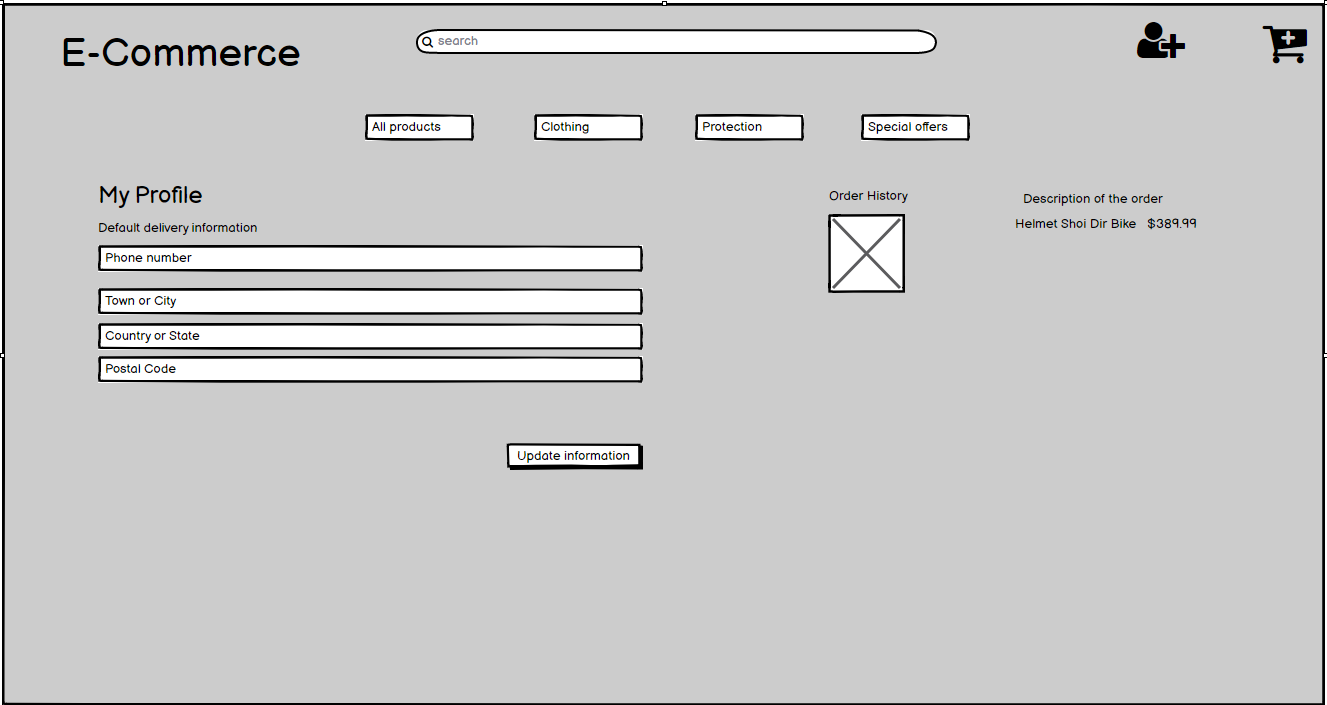 E-Commerce
search
All products
Clothing
Protection
Special offers
My Profile
Default delivery information
Phone number
Town or City
Country or State
Postal Code
Update information
Order History
Description of the order
Helmet Shoi Dir Bike $389.99